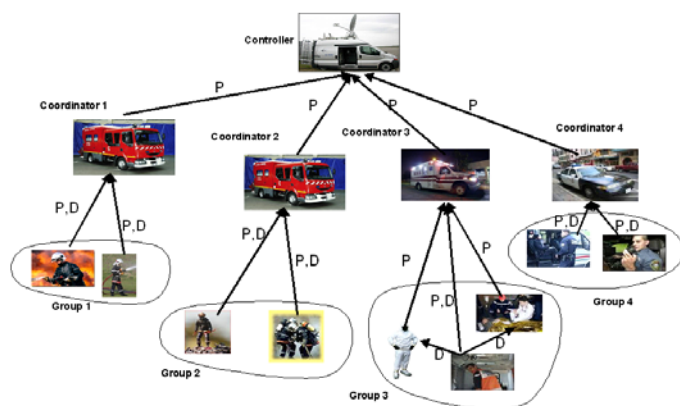 Controller
P
P
P
P
Coordinator 1
Coordinator 2
Coordinator 3
Coordinator 4
P,D
P,D
P,D
P,D
P
P,D
P
P,D
P,D
D
D
Group 1
Group 2
Group 3
Group 4